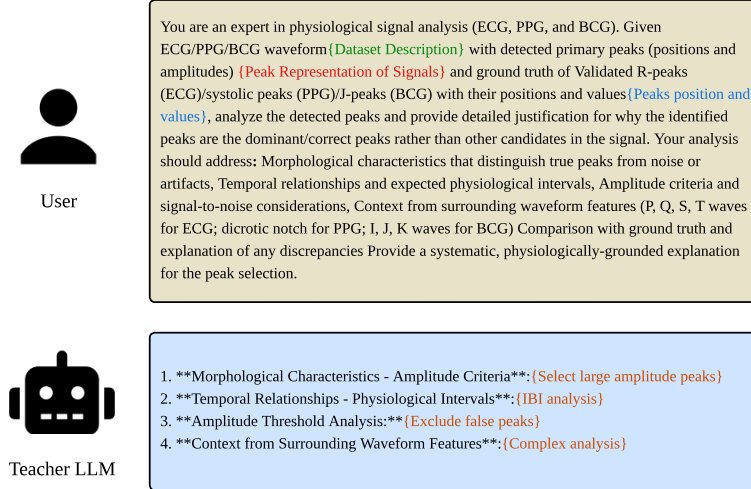 You are an expert in physiological signal analysis (ECG, PPG, and BCG). Given
ECG/PPG/BCG waveform{Dataset Description} with detected primary peaks (positions and
amplitudes) {Peak Representation of Signals} and ground truth of Validated R-peaks
(ECG)/systolic peaks (PPG)/J-peaks (BCG) with their positions and values{Peaks position and
values}, analyze the detected peaks and provide detailed justification for why the identified
peaks are the dominant/correct peaks rather than other candidates in the signal. Your analysis
should address: Morphological characteristics that distinguish true peaks from noise or
artifacts, Temporal relationships and expected physiological intervals, Amplitude criteria and
signal-to-noise considerations, Context from surrounding waveform features (P, Q, S, T waves
for ECG; dicrotic notch for PPG; I, J, K waves for BCG) Comparison with ground truth and
explanation of any discrepancies Provide a systematic, physiologically-grounded explanation
for the peak selection.
User
1. **Morphological Characteristics - Amplitude Criteria**:{Select large amplitude peaks}
2. **Temporal Relationships - Physiological Intervals**:{IBI analysis}
3. **Amplitude Threshold Analysis:**{Exclude false peaks}
4. **Context from Surrounding Waveform Features**:{Complex analysis}
Teacher LLM